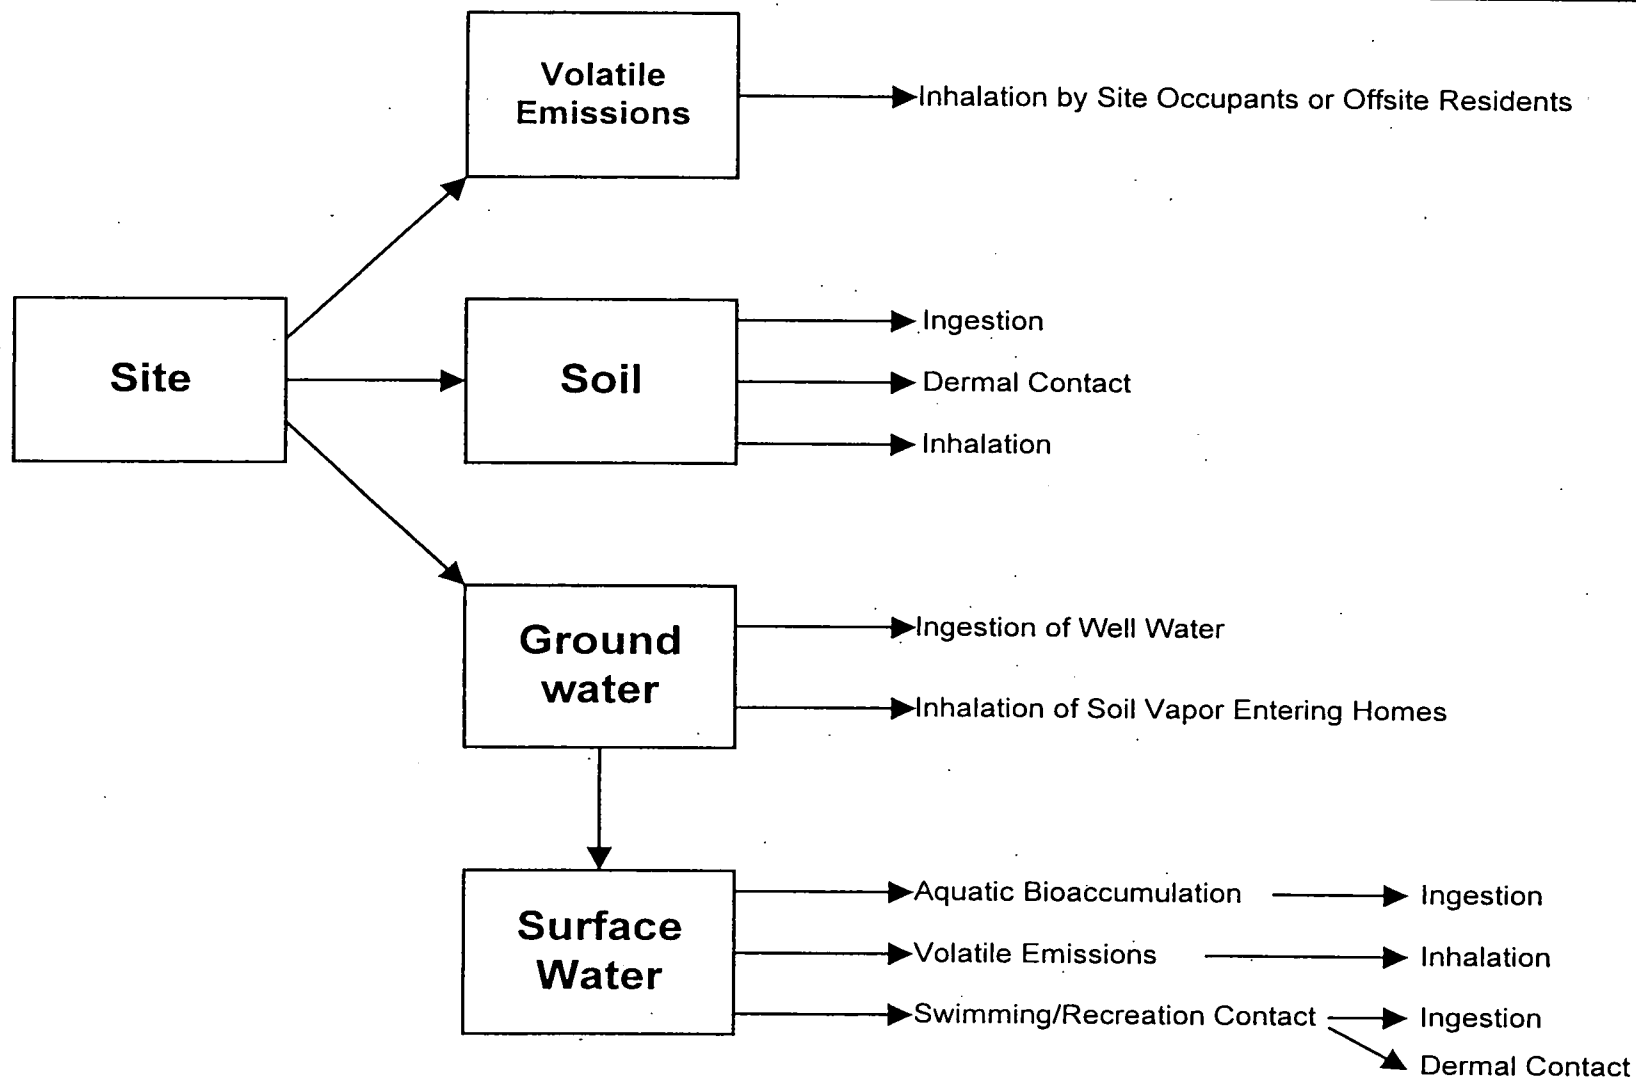 Volatile
Emissions
Inhalation by Site Occupants or Offsite Residents
Site
Soil
Ingestion
Dermal Contact
Inhalation
Ground
water
Ingestion of Well Water
Inhalation of Soil Vapor Entering Homes
Surface
Water
Aquatic Bioaccumulation
Ingestion
Volatile Emissions
Inhalation
Swimming/Recreation Contact
Ingestion
Dermal Contact